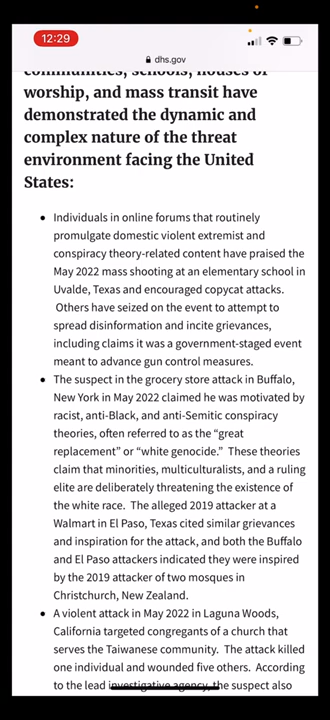 12:29
dhs.gov
communities, schools, houses of
worship, and mass transit have
demonstrated the dynamic and
complex nature of the threat
environment facing the United
States:
• Individuals in online forums that routinely
promulgate domestic violent extremist and
conspiracy theory-related content have praised the
May 2022 mass shooting at an elementary school in
Uvalde, Texas and encouraged copycat attacks.
Others have seized on the event to attempt to
spread disinformation and incite grievances,
including claims it was a government-staged event
meant to advance gun control measures.
• The suspect in the grocery store attack in Buffalo,
New York in May 2022 claimed he was motivated by
racist, anti-Black, and anti-Semitic conspiracy
theories, often referred to as the “great
replacement” or “white genocide.” These theories
claim that minorities, multiculturalists, and a ruling
elite are deliberately threatening the existence of
the white race. The alleged 2019 attacker at a
Walmart in El Paso, Texas cited similar grievances
and inspiration for the attack, and both the Buffalo
and El Paso attackers indicated they were inspired
by the 2019 attacker of two mosques in
Christchurch, New Zealand.
• A violent attack in May 2022 in Laguna Woods,
California targeted congregants of a church that
serves the Taiwanese community. The attack killed
one individual and wounded five others. According
to the lead investigative agency, the suspect also